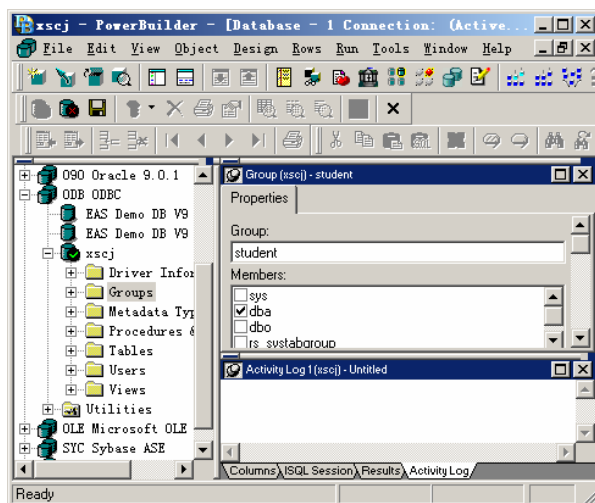 xscj - PowerBuilder - [Database - 1 Connection: (Active...
File Edit View Object Design Rows Run Tools Window Help
O90 Oracle 9.0.1
ODB ODBC
EAS Demo DB V9
EAS Demo DB V9
xscj
Driver Infor
Groups
Metadata Typ
Procedures &
Tables
Users
Views
Utilities
OLE Microsoft OLE
SYC Sybase ASE
Group (xscj) - student
Properties
Group:
student
Members:
sys
dba
dbo
rs_systabgroup
Activity Log 1(xscj) - Untitled
Columns ISQL Session Results Activity Log
Ready